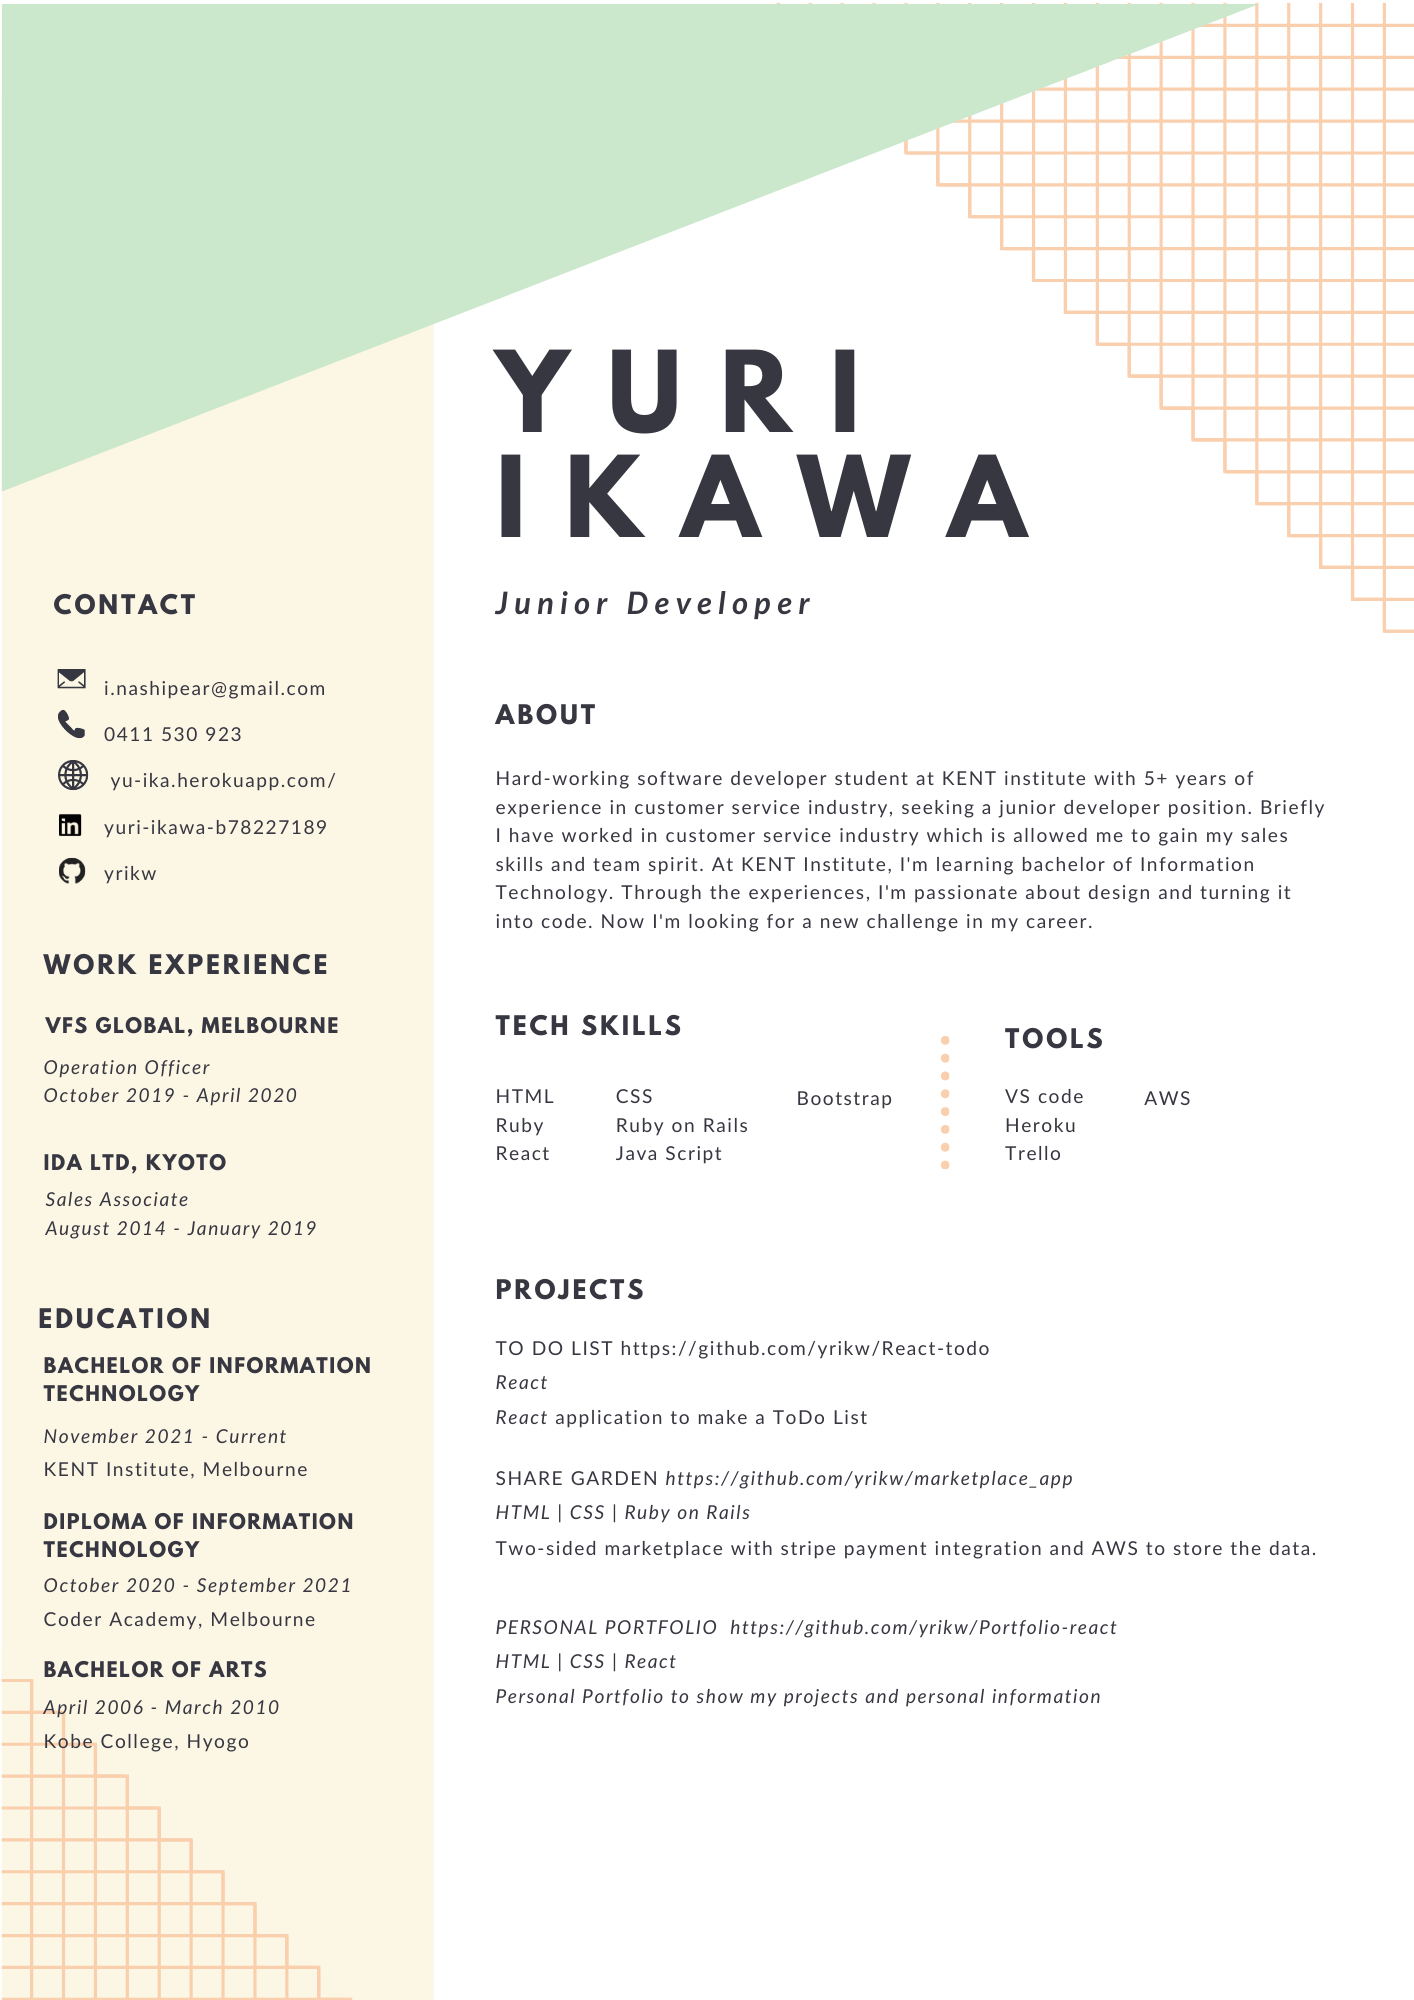 YURI
IKAWA
Junior Developer
CONTACT
i.nashipear@gmail.com
0411 530 923
yu-ika.herokuapp.com/
yuri-ikawa-b78227189
yrikw
WORK EXPERIENCE
VFS GLOBAL, MELBOURNE
Operation Officer
October 2019 - April 2020
IDA LTD, KYOTO
Sales Associate
August 2014 - January 2019
EDUCATION
BACHELOR OF INFORMATION
TECHNOLOGY
November 2021 - Current
KENT Institute, Melbourne
DIPLOMA OF INFORMATION
TECHNOLOGY
October 2020 - September 2021
Coder Academy, Melbourne
BACHELOR OF ARTS
April 2006 - March 2010
Kobe College, Hyogo
ABOUT
Hard-working software developer student at KENT institute with 5+ years of
experience in customer service industry, seeking a junior developer position. Briefly
I have worked in customer service industry which is allowed me to gain my sales
skills and team spirit. At KENT Institute, I'm learning bachelor of Information
Technology. Through the experiences, I'm passionate about design and turning it
into code. Now I'm looking for a new challenge in my career.
TECH SKILLS
HTML CSS Bootstrap
Ruby Ruby on Rails
React Java Script
TOOLS
VS code AWS
Heroku
Trello
PROJECTS
TO DO LIST https://github.com/yrikw/React-todo
React
React application to make a ToDo List
SHARE GARDEN https://github.com/yrikw/marketplace_app
HTML | CSS | Ruby on Rails
Two-sided marketplace with stripe payment integration and AWS to store the data.
PERSONAL PORTFOLIO https://github.com/yrikw/Portfolio-react
HTML | CSS | React
Personal Portfolio to show my projects and personal information